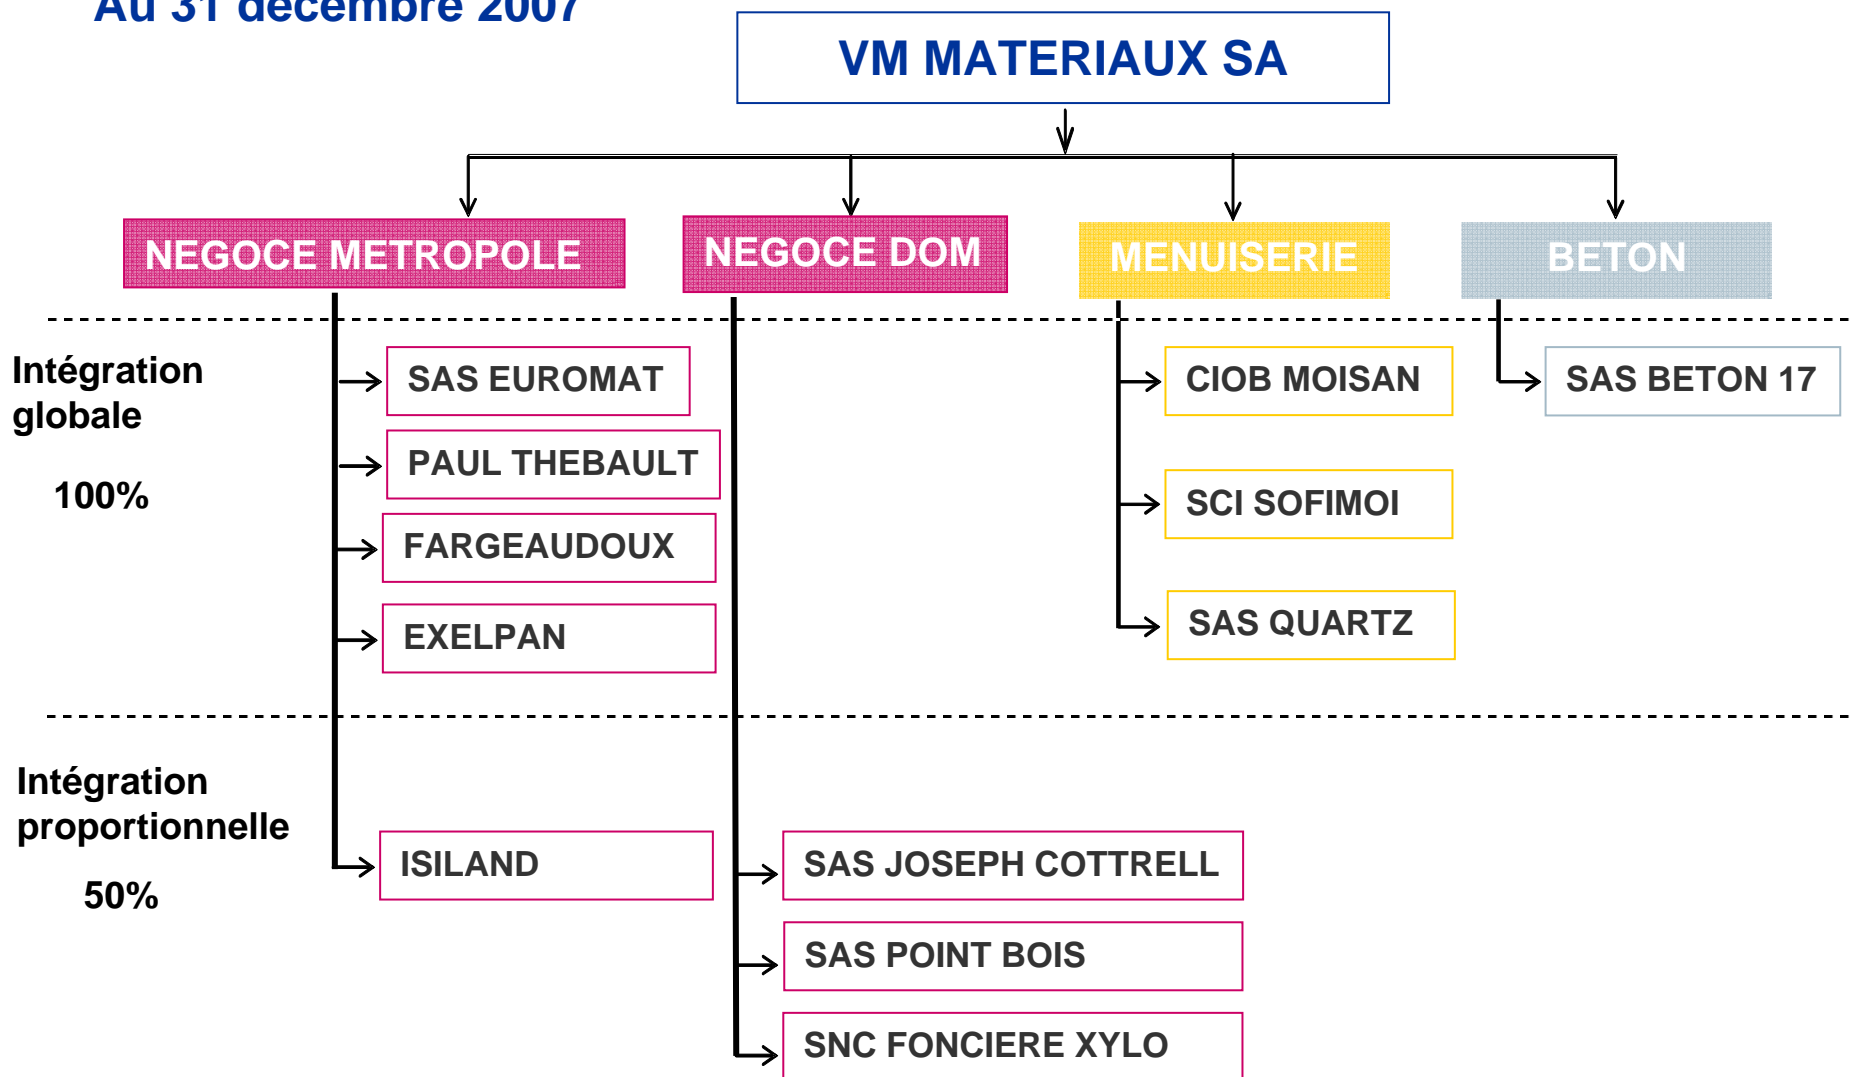 Au 31 décembre 2007
VM MATERIAUX SA
NEGOCE METROPOLE
NEGOCE DOM
MENUISERIE
BETON
Intégration
globale
100%
SAS EUROMAT
PAUL THEBAULT
FARGEAUDOUX
EXELPAN
CIOB MOISAN
SCI SOFIMOI
SAS QUARTZ
SAS BETON 17
Intégration
proportionnelle
50%
ISILAND
SAS JOSEPH COTTRELL
SAS POINT BOIS
SNC FONCIERE XYLO